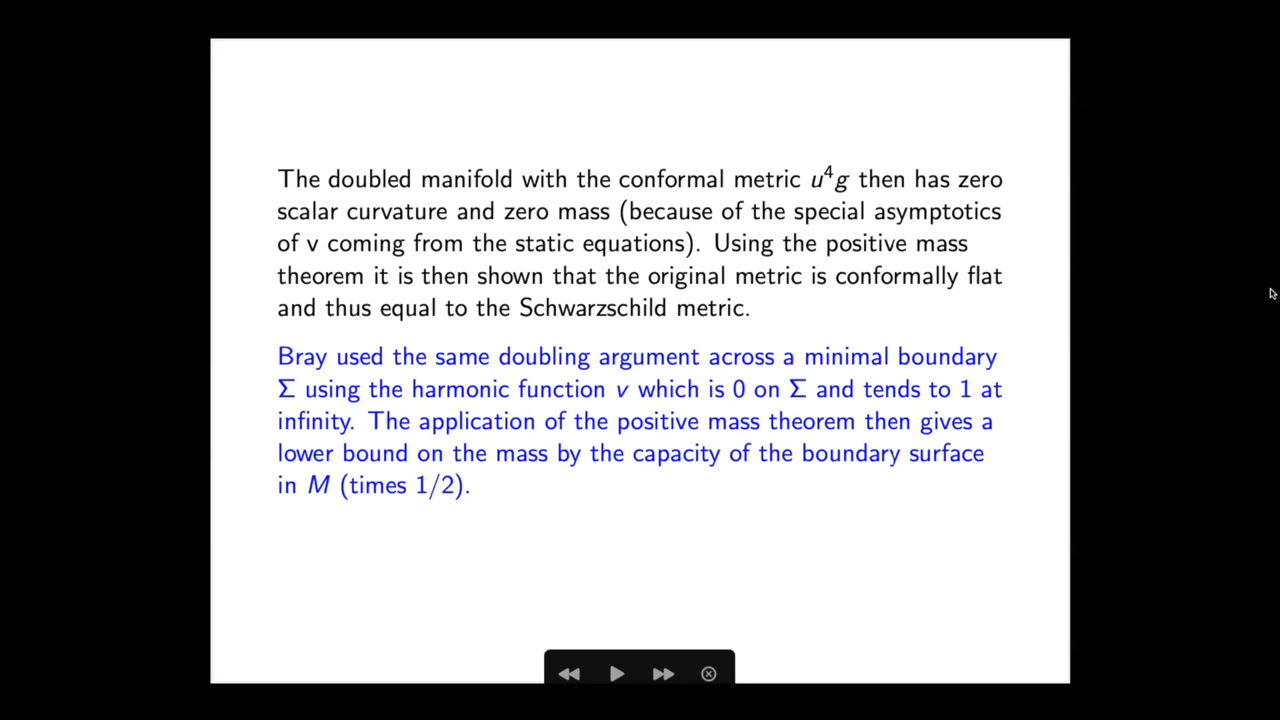 The doubled manifold with the conformal metric u⁴g then has zero
scalar curvature and zero mass (because of the special asymptotics
of v coming from the static equations). Using the positive mass
theorem it is then shown that the original metric is conformally flat
and thus equal to the Schwarzschild metric.
Bray used the same doubling argument across a minimal boundary
Σ using the harmonic function v which is 0 on Σ and tends to 1 at
infinity. The application of the positive mass theorem then gives a
lower bound on the mass by the capacity of the boundary surface
in M (times 1/2).